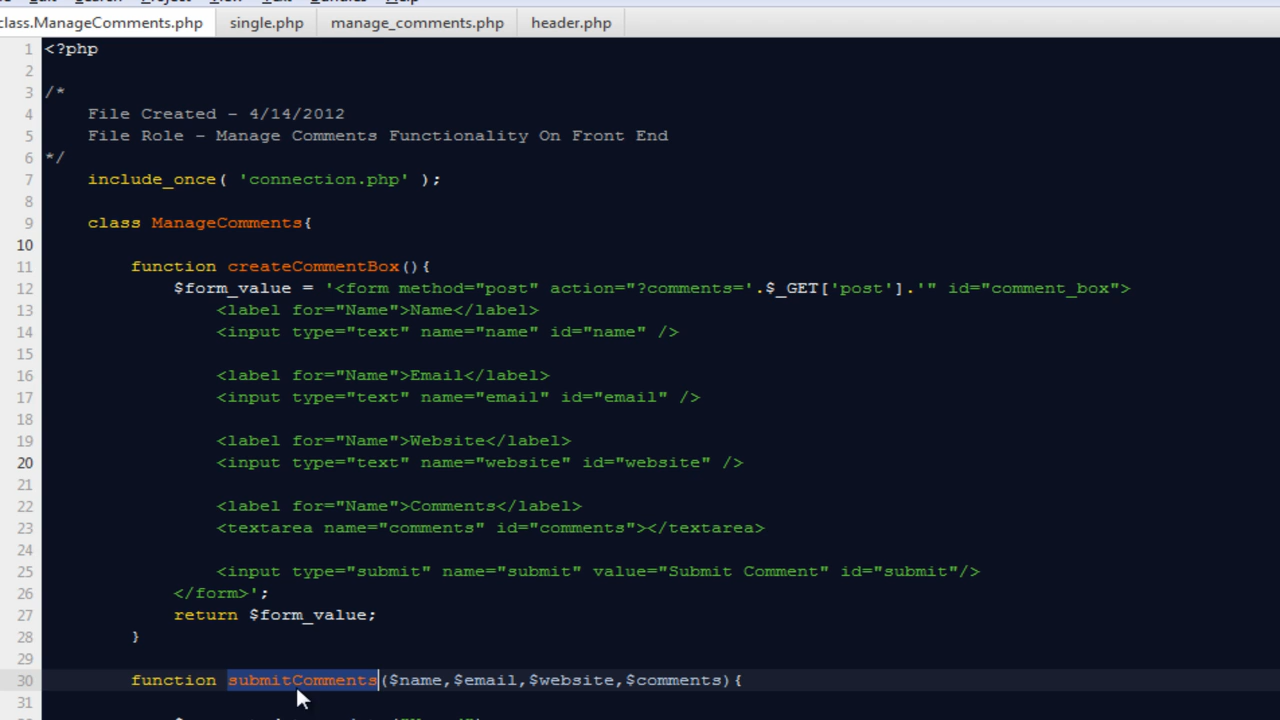 class.ManageComments.php single.php manage_comments.php header.php
1 <?php
2
3 /*
4 File Created - 4/14/2012
5 File Role - Manage Comments Functionality On Front End
6 */
7 include_once( 'connection.php' );
8
9 class ManageComments{
10
11 function createCommentBox(){
12 $form_value = '<form method="post" action="?comments='.$_GET['post'].'" id="comment_box">
13 <label for="Name">Name</label>
14 <input type="text" name="name" id="name" />
15
16 <label for="Name">Email</label>
17 <input type="text" name="email" id="email" />
18
19 <label for="Name">Website</label>
20 <input type="text" name="website" id="website" />
21
22 <label for="Name">Comments</label>
23 <textarea name="comments" id="comments"></textarea>
24
25 <input type="submit" name="submit" value="Submit Comment" id="submit"/>
26 </form>';
27 return $form_value;
28 }
29
30 function submitComments($name,$email,$website,$comments){
31